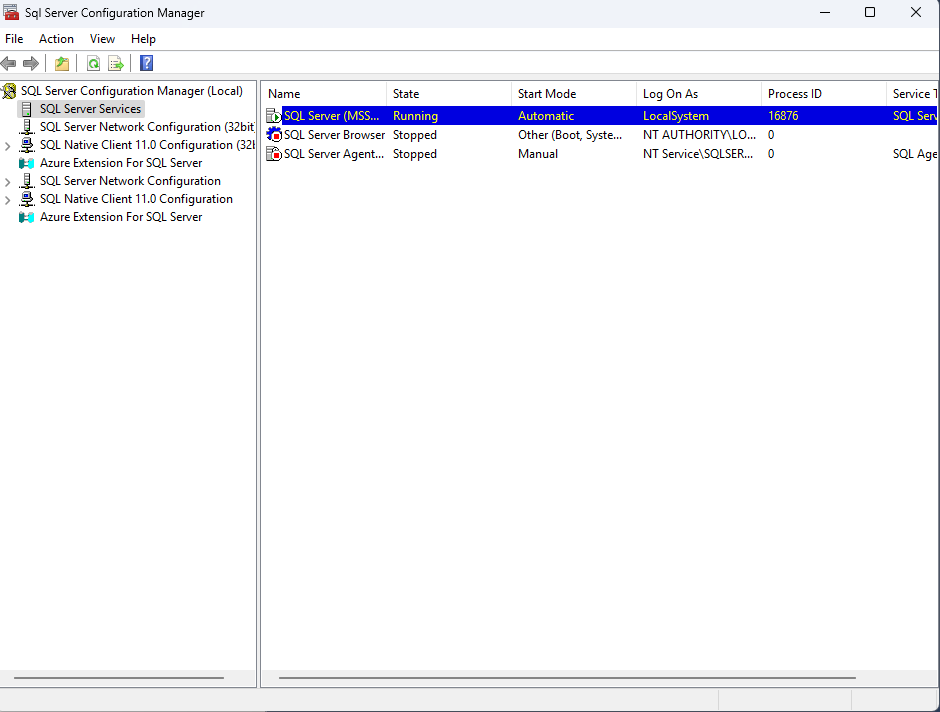 Sql Server Configuration Manager
File Action View Help
SQL Server Configuration Manager (Local)
SQL Server Services
SQL Server Network Configuration (32bit
SQL Native Client 11.0 Configuration (32b
Azure Extension For SQL Server
SQL Server Network Configuration
SQL Native Client 11.0 Configuration
Azure Extension For SQL Server
Name State Start Mode Log On As Process ID Service T
SQL Server (MSS... Running Automatic LocalSystem 16876 SQL Serv
SQL Server Browser Stopped Other (Boot, Syste... NT AUTHORITY\LO... 0
SQL Server Agent... Stopped Manual NT Service\SQLSER... 0 SQL Age